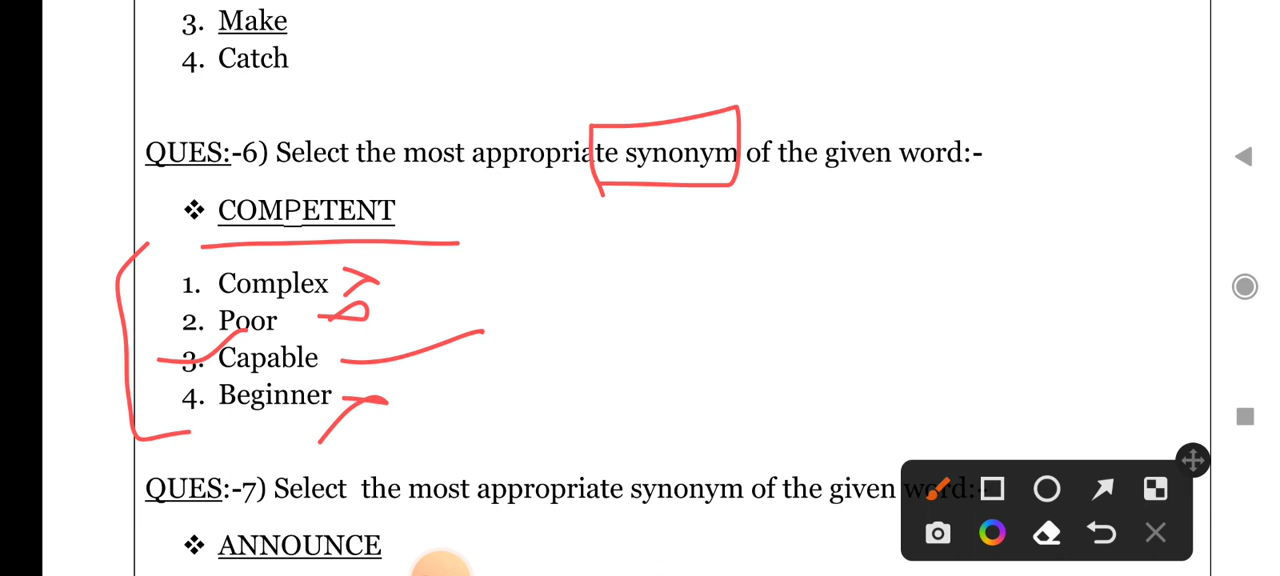 3. Make
4. Catch
QUES:-6) Select the most appropriate synonym of the given word:-
❖ COMPETENT
1. Complex
2. Poor
3. Capable
4. Beginner
QUES:-7) Select the most appropriate synonym of the given word:-
❖ ANNOUNCE